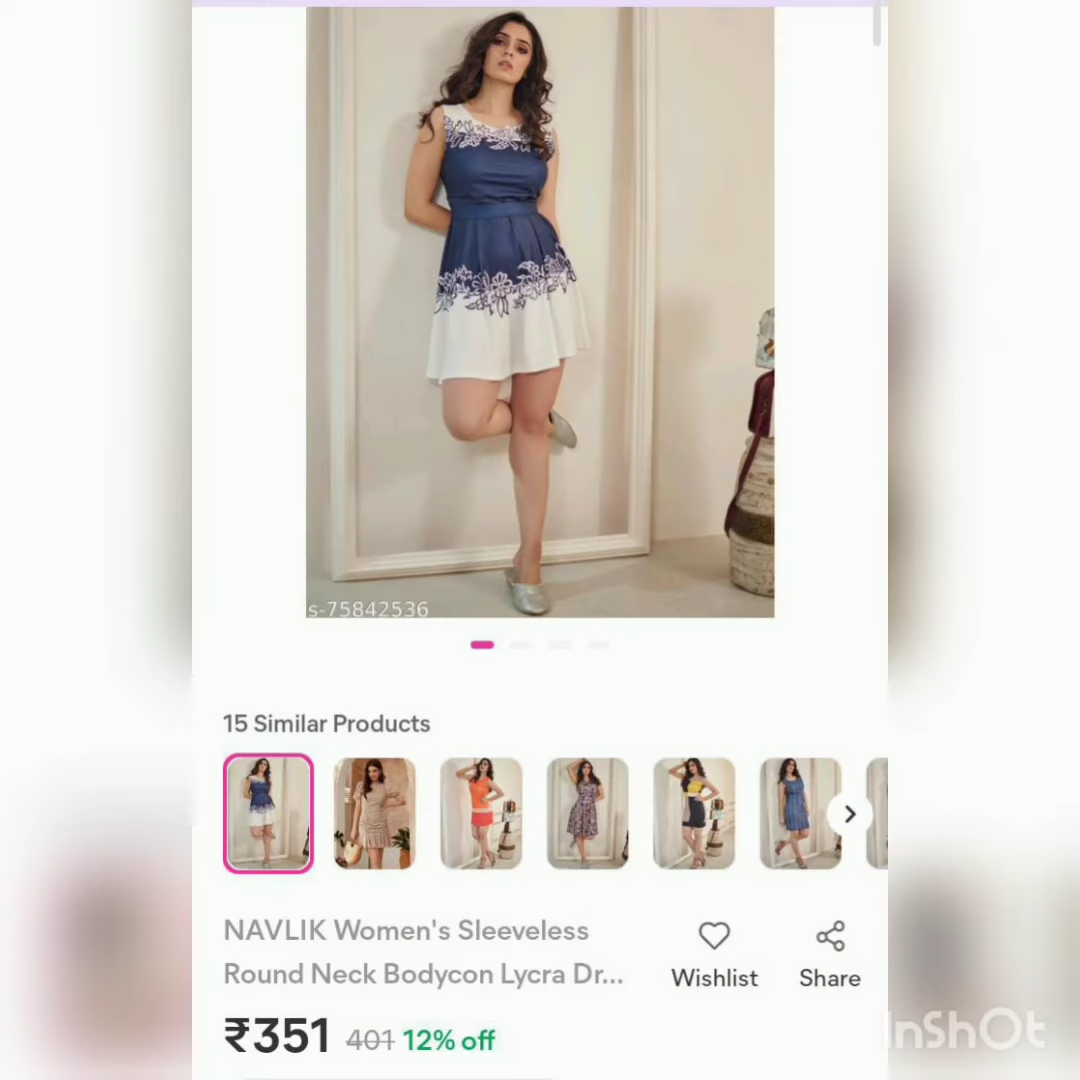 s-75842536
15 Similar Products
NAVLIK Women's Sleeveless
Round Neck Bodycon Lycra Dr...
Wishlist
Share
₹351 401 12% off
InShOt